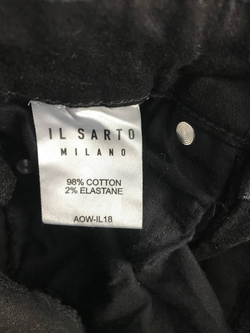 IL SARTO
MILANO
98% COTTON
2% ELASTANE
AOW-IL18